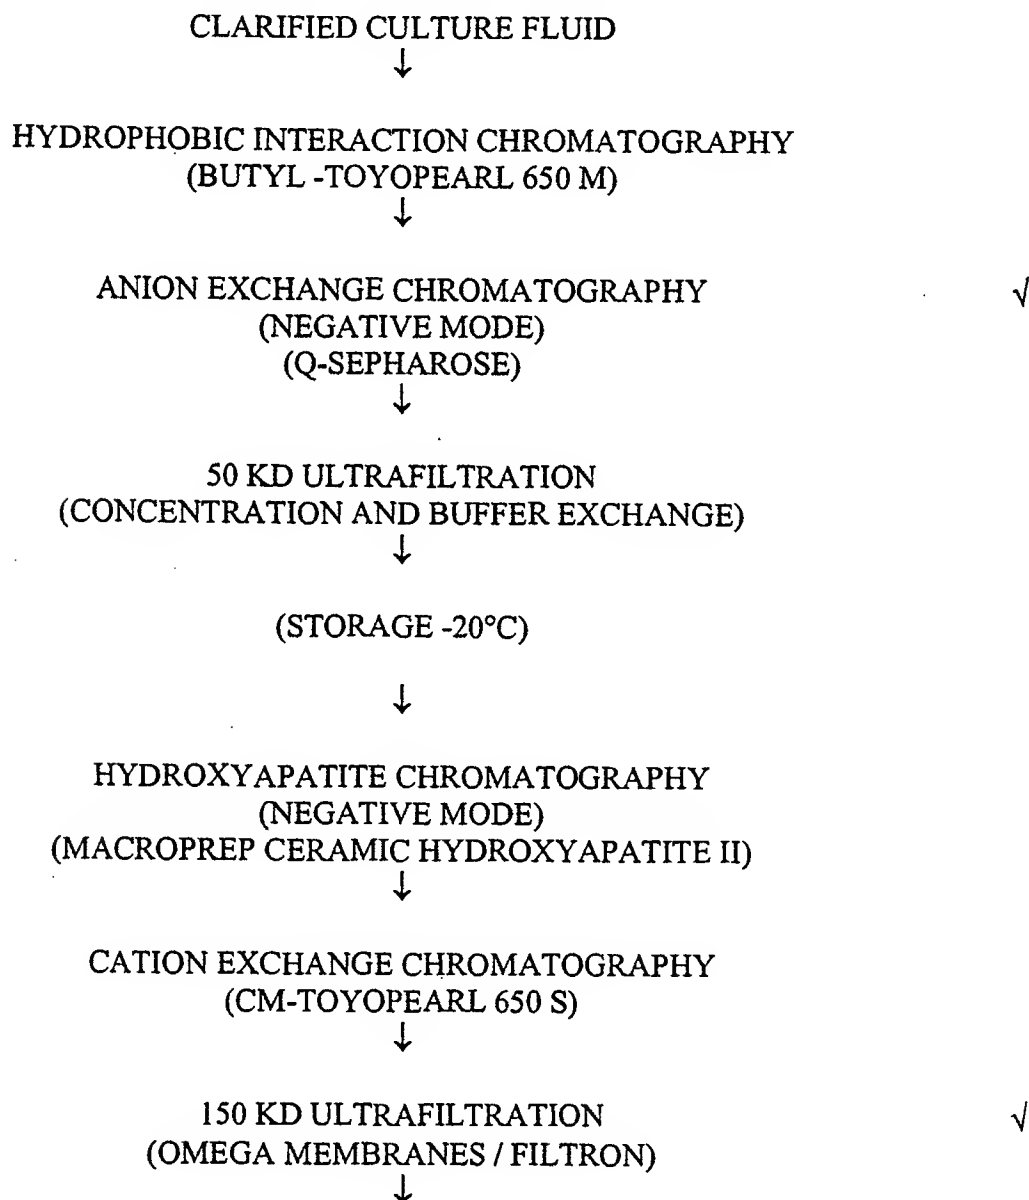 CLARIFIED CULTURE FLUID
↓
HYDROPHOBIC INTERACTION CHROMATOGRAPHY
(BUTYL -TOYOPEARL 650 M)
↓
ANION EXCHANGE CHROMATOGRAPHY √
(NEGATIVE MODE)
(Q-SEPHAROSE)
↓
50 KD ULTRAFILTRATION
(CONCENTRATION AND BUFFER EXCHANGE)
↓
(STORAGE -20°C)
↓
HYDROXYAPATITE CHROMATOGRAPHY
(NEGATIVE MODE)
(MACROPREP CERAMIC HYDROXYAPATITE II)
↓
CATION EXCHANGE CHROMATOGRAPHY
(CM-TOYOPEARL 650 S)
↓
150 KD ULTRAFILTRATION √
(OMEGA MEMBRANES / FILTRON)
↓